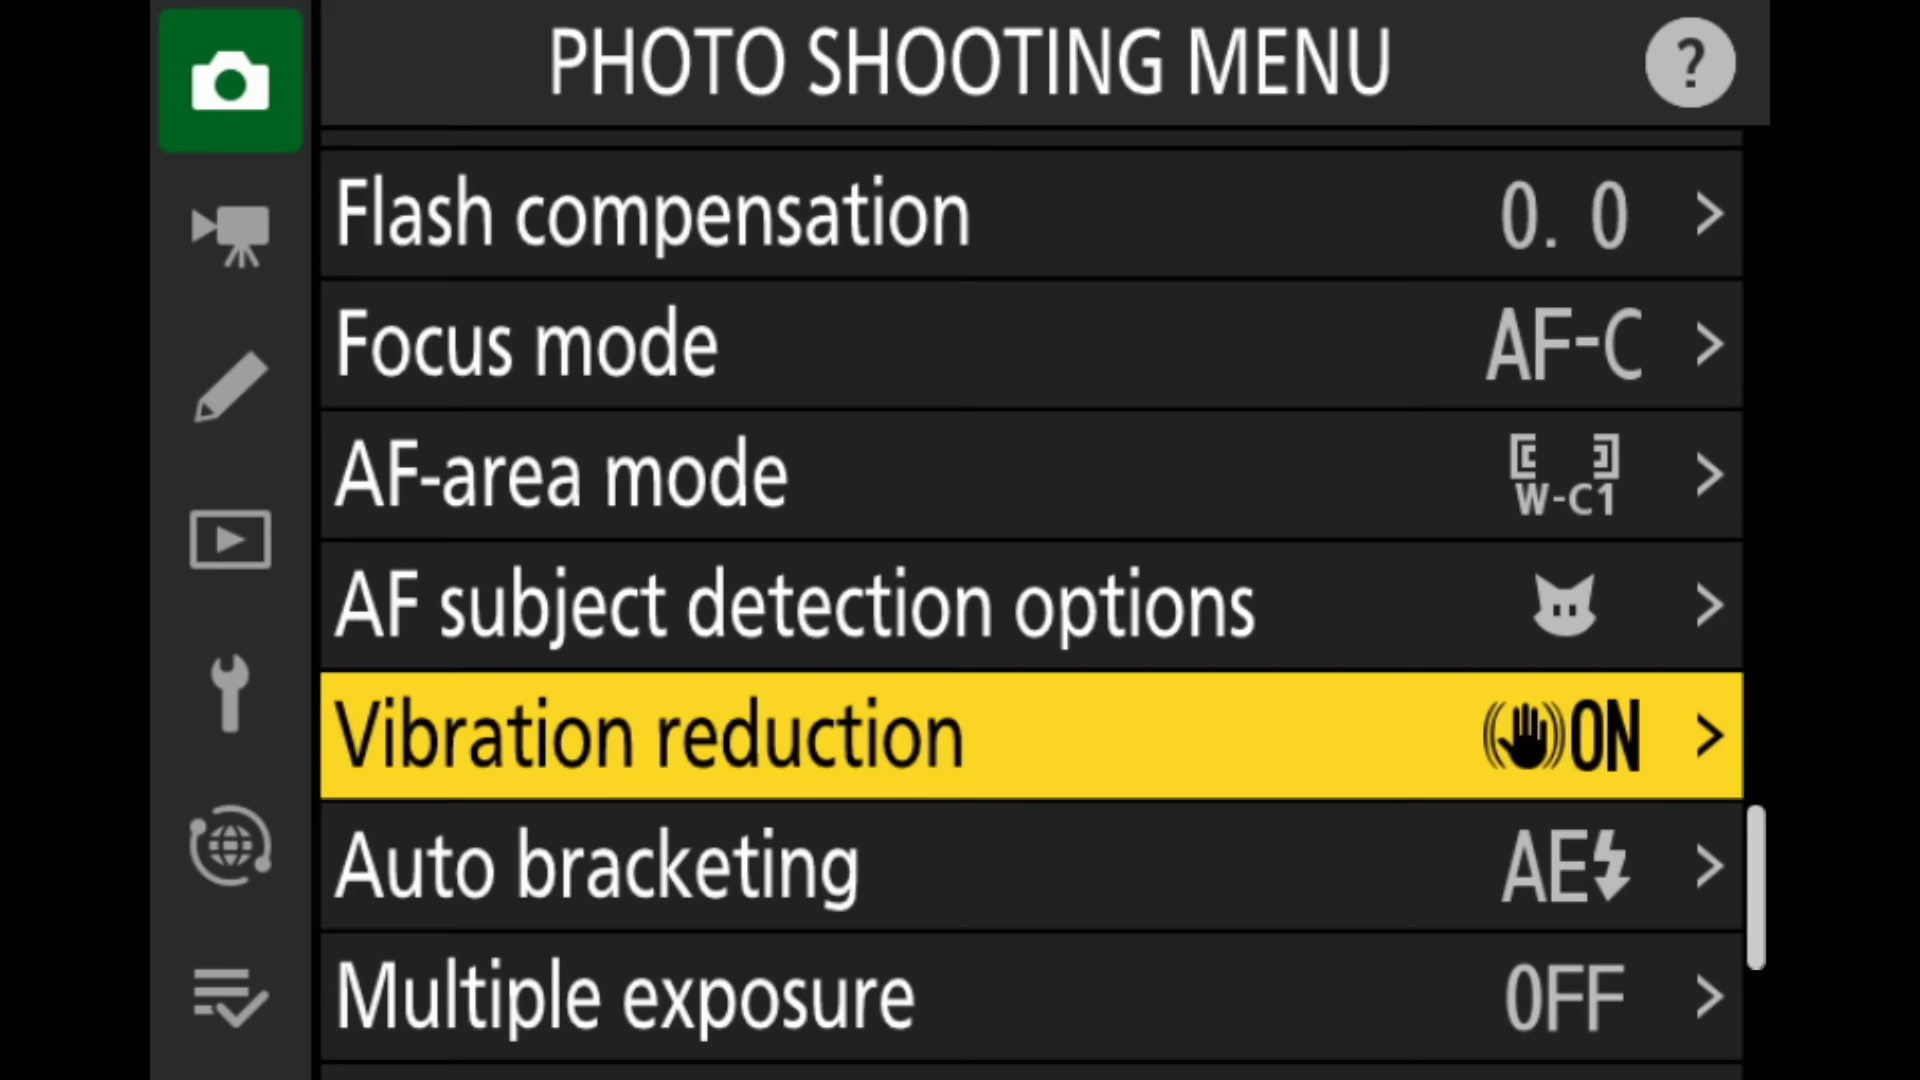 PHOTO SHOOTING MENU ?
Flash compensation 0. 0 >
Focus mode AF-C >
AF-area mode W-C1 >
AF subject detection options >
Vibration reduction ON >
Auto bracketing AE >
Multiple exposure OFF >